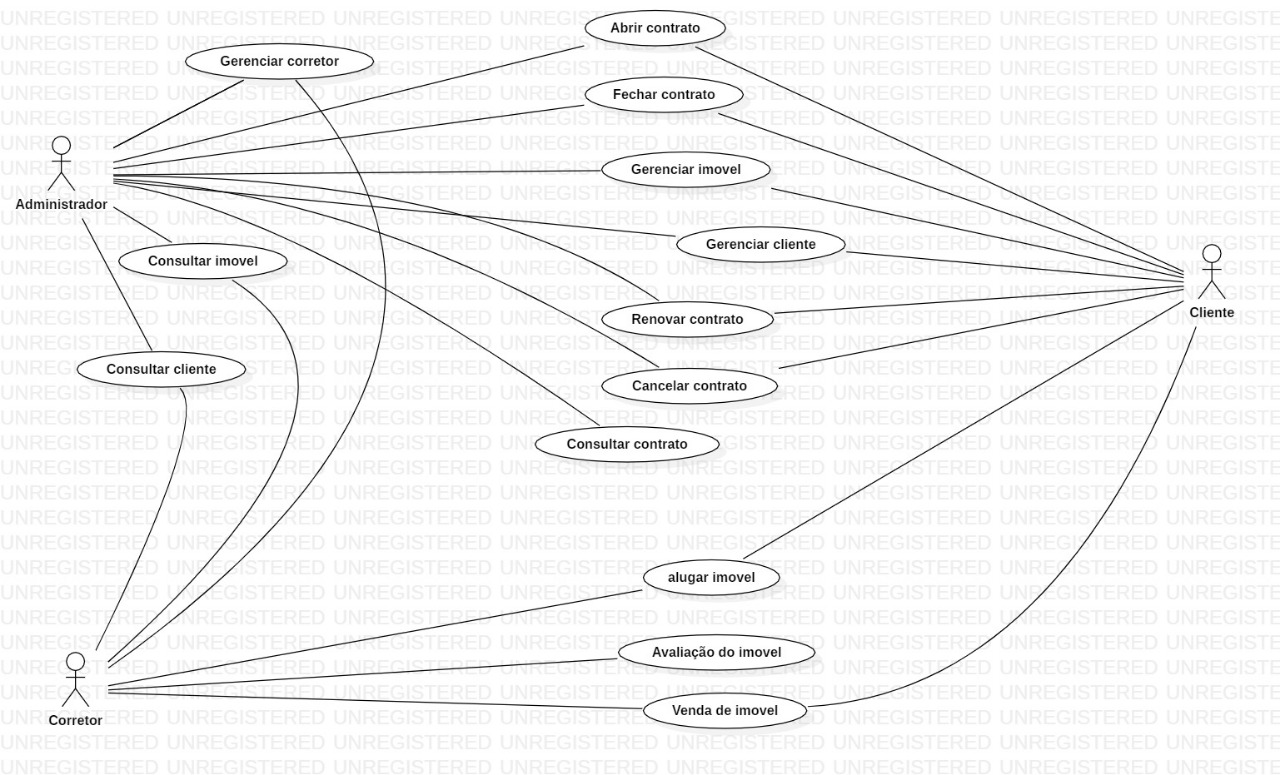 Abrir contrato
Gerenciar corretor
Fechar contrato
Gerenciar imovel
Administrador
Gerenciar cliente
Consultar imovel
Cliente
Renovar contrato
Consultar cliente
Cancelar contrato
Consultar contrato
alugar imovel
Avaliação do imovel
Corretor
Venda de imovel
UNREGISTERED